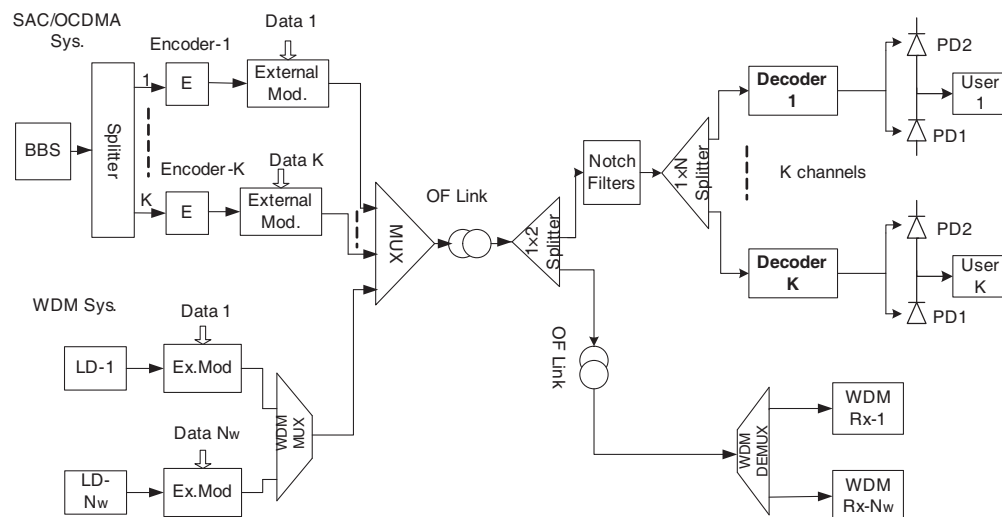 SAC/OCDMA
Sys.
BBS
Splitter
1
K
Encoder-1
E
Data 1
External
Mod.
Encoder-K
E
Data K
External
Mod.
MUX
OF Link
1×2
Splitter
Notch
Filters
1×N
Splitter
Decoder
1
PD2
PD1
User
1
K channels
Decoder
K
PD2
PD1
User
K
WDM Sys.
LD-1
Data 1
Ex.Mod
LD-
Nw
Data Nw
Ex.Mod
WDM
MUX
OF Link
WDM
DEMUX
WDM
Rx-1
WDM
Rx-Nw